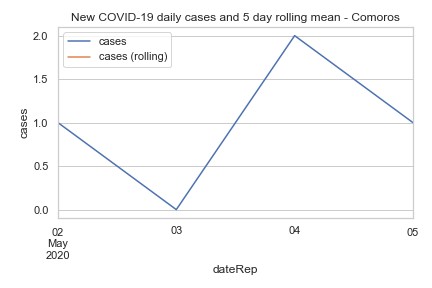 New COVID-19 daily cases and 5 day rolling mean - Comoros
cases
cases (rolling)
2.0
1.5
1.0
0.5
0.0
cases
02
May
2020
03
04
05
dateRep